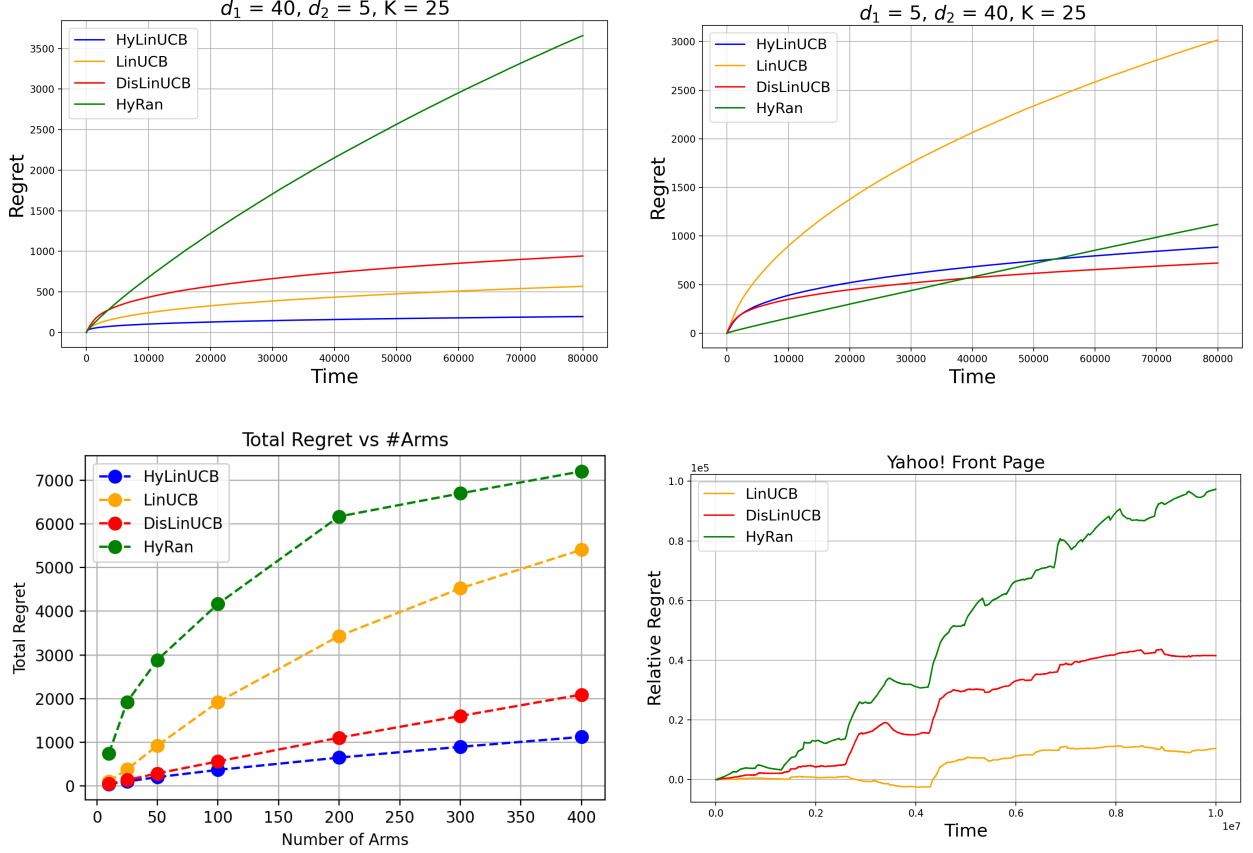 d₁ = 40, d₂ = 5, K = 25
HyLinUCB
LinUCB
DisLinUCB
HyRan
3500
3000
2500
2000
1500
1000
500
0
Regret
0 10000 20000 30000 40000 50000 60000 70000 80000
Time
d₁ = 5, d₂ = 40, K = 25
HyLinUCB
LinUCB
DisLinUCB
HyRan
3000
2500
2000
1500
1000
500
0
Regret
0 10000 20000 30000 40000 50000 60000 70000 80000
Time
Total Regret vs #Arms
HyLinUCB
LinUCB
DisLinUCB
HyRan
7000
6000
5000
4000
3000
2000
1000
0
Total Regret
0 50 100 150 200 250 300 350 400
Number of Arms
Yahoo! Front Page
1e5
LinUCB
DisLinUCB
HyRan
1.0
0.8
0.6
0.4
0.2
0.0
Relative Regret
0.0 0.2 0.4 0.6 0.8 1.0
1e7
Time